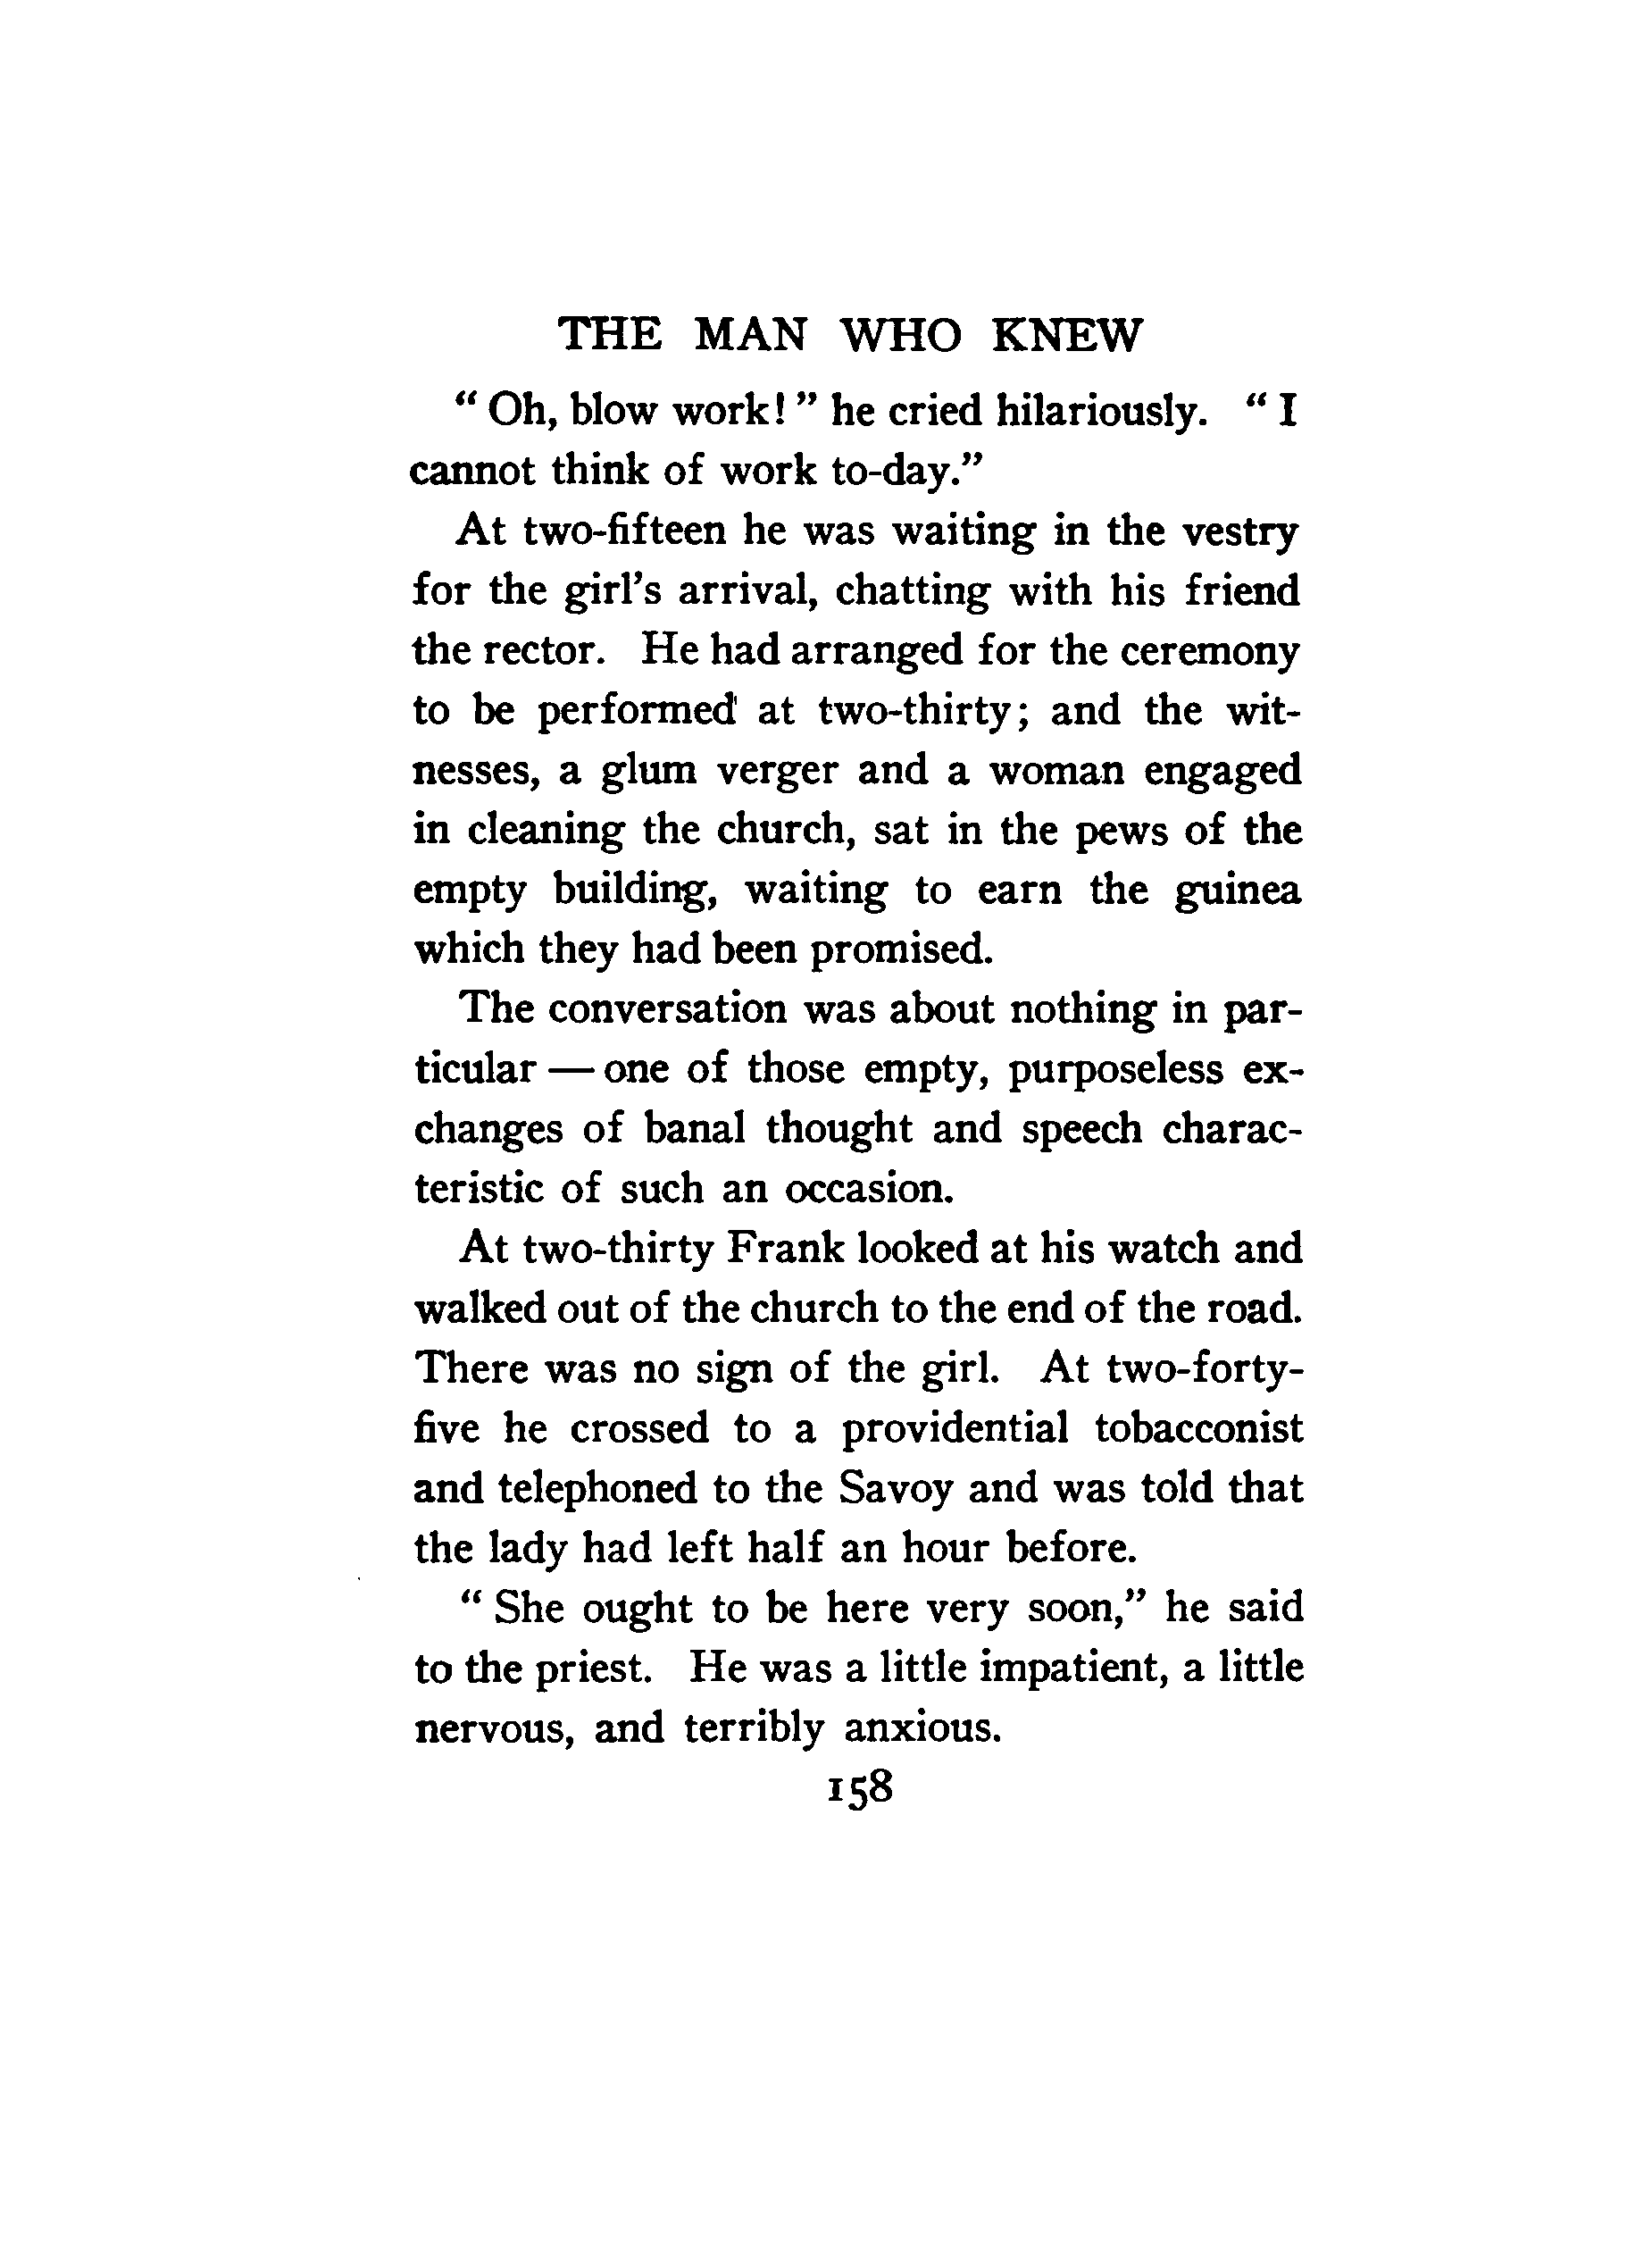 THE MAN WHO KNEW
“ Oh, blow work! ” he cried hilariously. “ I
cannot think of work to-day.”
At two-fifteen he was waiting in the vestry
for the girl’s arrival, chatting with his friend
the rector. He had arranged for the ceremony
to be performed at two-thirty; and the wit-
nesses, a glum verger and a woman engaged
in cleaning the church, sat in the pews of the
empty building, waiting to earn the guinea
which they had been promised.
The conversation was about nothing in par-
ticular — one of those empty, purposeless ex-
changes of banal thought and speech charac-
teristic of such an occasion.
At two-thirty Frank looked at his watch and
walked out of the church to the end of the road.
There was no sign of the girl. At two-forty-
five he crossed to a providential tobacconist
and telephoned to the Savoy and was told that
the lady had left half an hour before.
“ She ought to be here very soon,” he said
to the priest. He was a little impatient, a little
nervous, and terribly anxious.
158